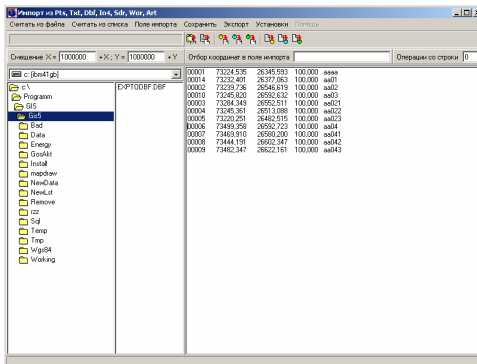 Импорт из Pts, Txt, Dbf, In4, Sdr, Wor, Art
Считать из файла Считать из списка Поле импорта Сохранить Экспорт Установки Помощь
Смещение X = 1000000 +X ; Y = 1000000 +Y Отбор координат в поле импорта Операции со строки 0
c: [ibm41gb]
c:\
Programm
GIS
Gis5
Bad
Data
Energy
GosAkt
Install
mapdraw
NewData
NewLst
Remove
rzz
Sql
Temp
Tmp
Wgs84
Working
EXPTODBF.DBF
00001 73224,535 26345,593 100,000 aaaa
00014 73232,401 26377,063 100,000 aa01
00002 73239,736 26546,619 100,000 aa02
00010 73245,820 26592,632 100,000 aa03
00003 73284,349 26552,511 100,000 aa021
00004 73245,361 26513,088 100,000 aa022
00005 73220,251 26482,515 100,000 aa023
00006 73499,358 26592,723 100,000 aa04
00007 73469,910 26580,200 100,000 aa041
00008 73444,191 26602,347 100,000 aa042
00009 73482,347 26622,161 100,000 aa043